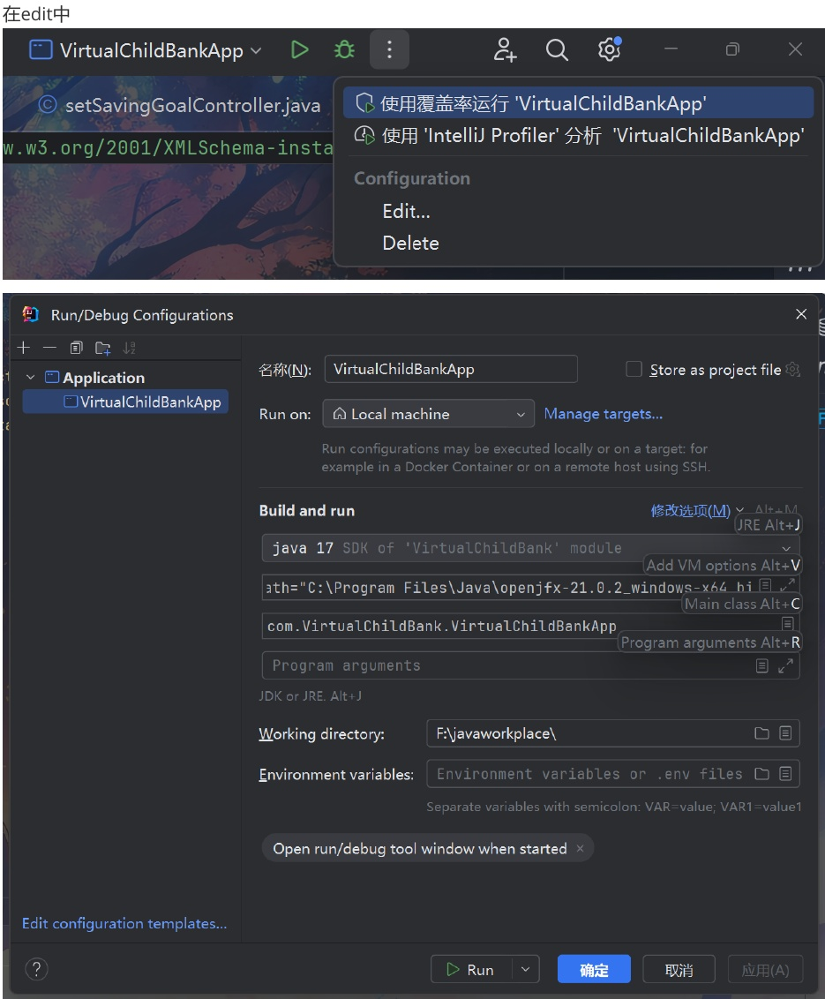 在edit中
VirtualChildBankApp
setSavingGoalController.java
w.w3.org/2001/XMLSchema-insta
使用覆盖率运行 'VirtualChildBankApp'
使用 'IntelliJ Profiler' 分析 'VirtualChildBankApp'
Configuration
Edit...
Delete
Run/Debug Configurations
Application
VirtualChildBankApp
名称(N):
VirtualChildBankApp
Store as project file
Run on:
Local machine
Manage targets...
Run configurations may be executed locally or on a target: for
example in a Docker Container or on a remote host using SSH.
Build and run
修改选项(M)
Alt+M
JRE Alt+J
java 17 SDK of 'VirtualChildBank' module
Add VM options Alt+V
ath="C:\Program Files\Java\openjfx-21.0.2_windows-x64_bi
Main class Alt+C
com.VirtualChildBank.VirtualChildBankApp
Program arguments Alt+R
Program arguments
JDK or JRE. Alt+J
Working directory:
F:\javaworkplace\
Environment variables:
Environment variables or .env files
Separate variables with semicolon: VAR=value; VAR1=value1
Open run/debug tool window when started
Edit configuration templates...
?
Run
确定
取消
应用(A)